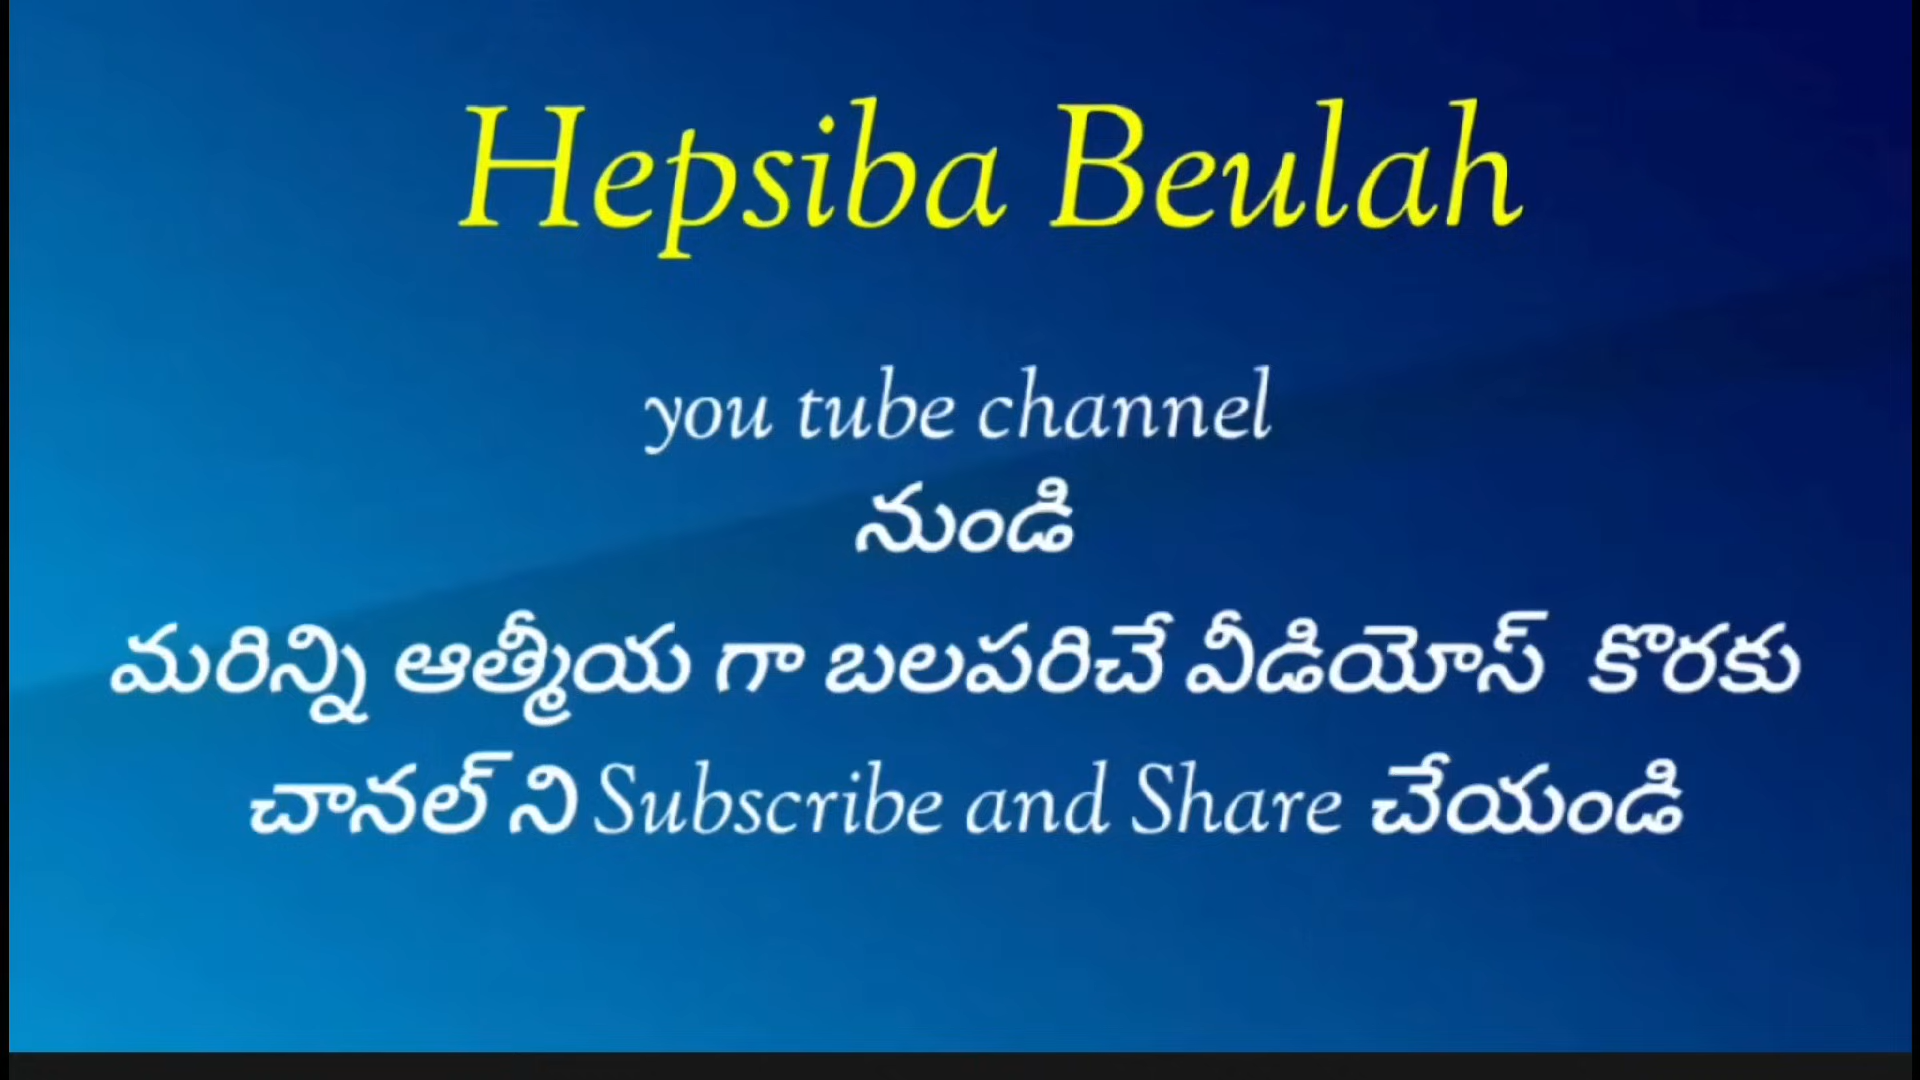 Hepsiba Beulah
you tube channel
నుండి
మరిన్ని ఆత్మీయ గా బలపరిచే వీడియోస్ కొరకు
చానల్ ని Subscribe and Share చేయండి